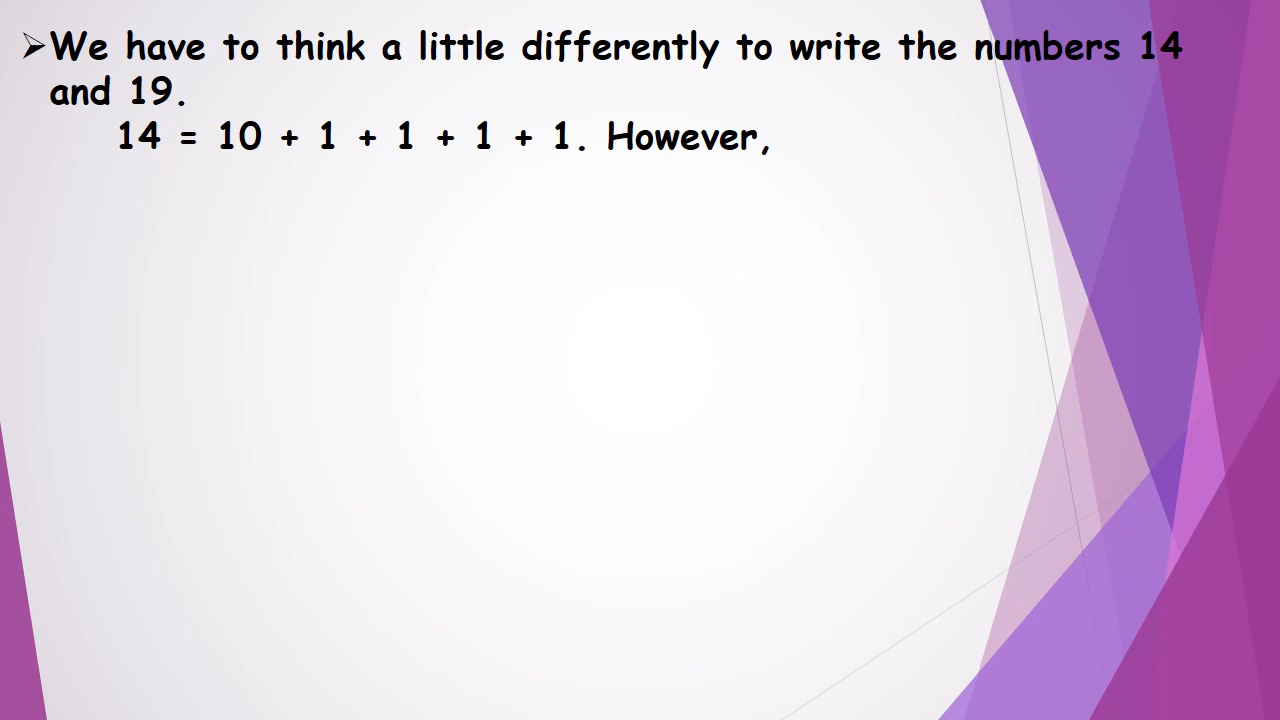 ➢We have to think a little differently to write the numbers 14
and 19.
14 = 10 + 1 + 1 + 1 + 1. However,